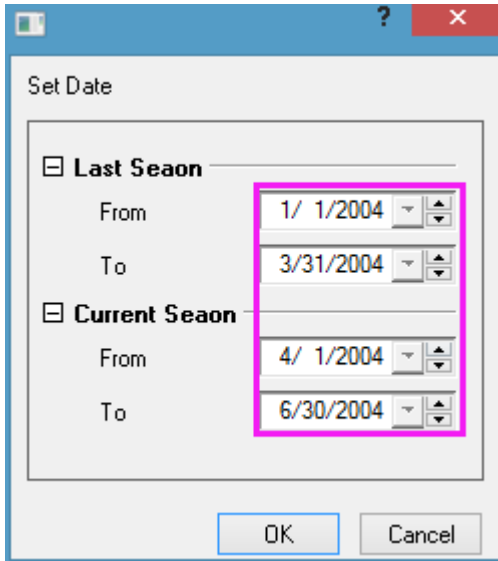 ?
Set Date
Last Seaon
From 1/ 1/2004
To 3/31/2004
Current Seaon
From 4/ 1/2004
To 6/30/2004
OK Cancel